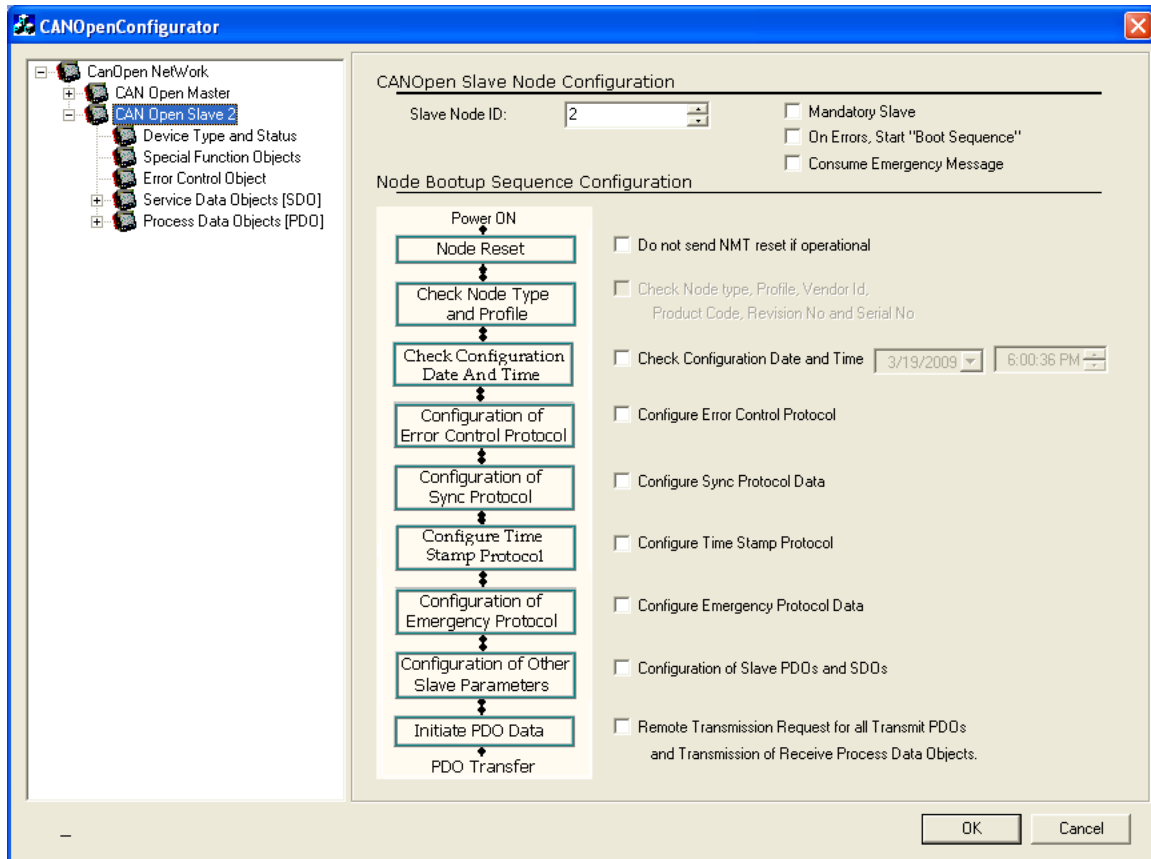 CANOpenConfigurator
CanOpen NetWork
CAN Open Master
CAN Open Slave 2
Device Type and Status
Special Function Objects
Error Control Object
Service Data Objects [SDO]
Process Data Objects [PDO]
CANOpen Slave Node Configuration
Slave Node ID:
2
Mandatory Slave
On Errors, Start "Boot Sequence"
Consume Emergency Message
Node Bootup Sequence Configuration
Power ON
Node Reset
Do not send NMT reset if operational
Check Node Type
and Profile
Check Node type, Profile, Vendor Id,
Product Code, Revision No and Serial No
Check Configuration
Date And Time
Check Configuration Date and Time
3/19/2009
6:00:36 PM
Configuration of
Error Control Protocol
Configure Error Control Protocol
Configuration of
Sync Protocol
Configure Sync Protocol Data
Configure Time
Stamp Protocol
Configure Time Stamp Protocol
Configuration of
Emergency Protocol
Configure Emergency Protocol Data
Configuration of Other
Slave Parameters
Configuration of Slave PDOs and SDOs
Initiate PDO Data
Remote Transmission Request for all Transmit PDOs
and Transmission of Receive Process Data Objects.
PDO Transfer
OK
Cancel